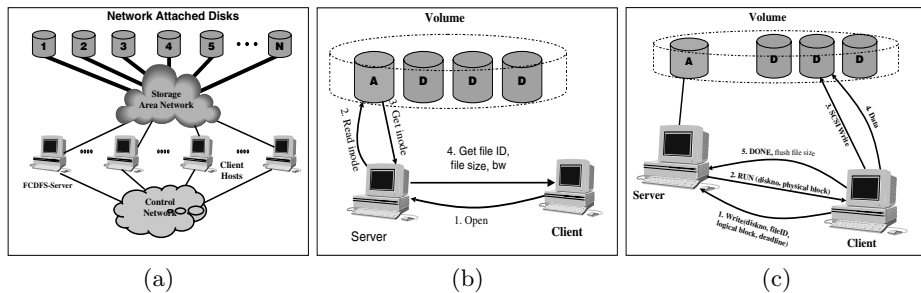 Network Attached Disks
1 2 3 4 5 N
Storage
Area Network
FCDFS-Server
Client
Hosts
Control
Network
(a)
Volume
A D D D
2. Read inode
3. Get inode
4. Get file ID,
file size, bw
1. Open
Server
Client
(b)
Volume
A D D D
3. SCSI Write
4. Data
5. DONE, flush file size
2. RUN (diskno, physical block)
Server
1. Write(diskno, fileID,
logical block, deadline)
Client
(c)